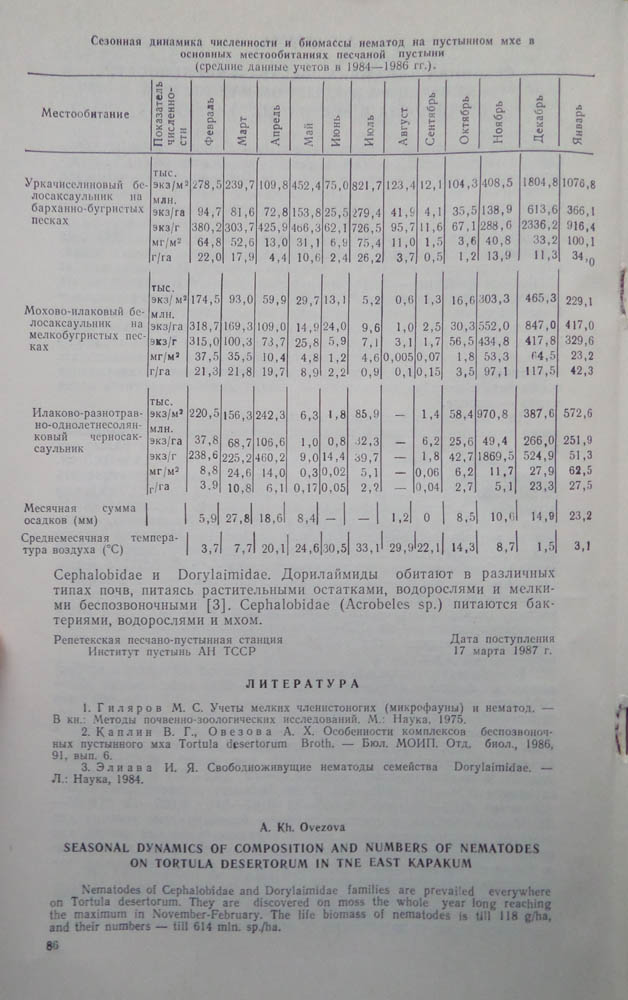 Сезонная динамика численности и биомассы нематод на пустынном мхе в
основных местообитаниях песчаной пустыни
(средние данные учетов в 1984—1986 гг.).
Местообитание Показатель численно-сти Февраль Март Апрель Май Июнь Июль Август Сентябрь Октябрь Ноябрь Декабрь Январь
тыс.
Уркачиселиновый бе- экз/м² 278,5 239,7 109,8 452,4 75,0 821,7 123,4 12,1 104,3 408,5 1804,8 1076,8
лосаксаульник на млн.
барханно-бугристых экз/га 94,7 81,6 72,8 153,8 25,5 279,4 41,9 4,1 35,5 138,9 613,6 366,1
песках экз/г 380,2 303,7 425,9 466,3 62,1 726,5 95,7 11,6 67,1 288,6 2336,2 916,4
мг/м² 64,8 52,6 13,0 31,1 6,9 75,4 11,0 1,5 3,6 40,8 33,2 100,1
г/га 22,0 17,9 4,4 10,6 2,4 26,2 3,7 0,5 1,2 13,9 11,3 34,0
тыс.
Мохово-илаковый бе- экз/м² 174,5 93,0 59,9 29,7 13,1 5,2 0,6 1,3 16,6 303,3 465,3 229,1
лосаксаульник на млн.
мелкобугристых пес- экз/га 318,7 169,3 109,0 14,9 24,0 9,6 1,0 2,5 30,3 552,0 847,0 417,0
ках экз/г 315,0 100,3 73,7 25,8 5,9 7,1 3,1 1,7 56,5 434,8 417,8 329,6
мг/м² 37,5 35,5 10,4 4,8 1,2 4,6 0,005 0,07 1,8 53,3 64,5 23,2
г/га 21,3 21,8 19,7 8,9 2,2 0,9 0,1 0,15 3,5 97,1 117,5 42,3
тыс.
Илаково-разнотрав- экз/м² 220,5 156,3 242,3 6,3 1,8 85,9 — 1,4 58,4 970,8 387,6 572,6
но-однолетнесолян- млн.
ковый черносак- экз/га 37,8 68,7 106,6 1,0 0,8 32,3 — 6,2 25,6 49,4 266,0 251,9
саульник экз/г 238,6 225,2 460,2 9,0 14,4 39,7 — 1,8 42,7 1869,5 524,9 51,3
мг/м² 8,8 24,6 14,0 0,3 0,02 5,1 — 0,06 6,2 11,7 27,9 62,5
г/га 3,9 10,8 6,1 0,17 0,05 2,2 — 0,04 2,7 5,1 23,3 27,5
Месячная сумма
осадков (мм) 5,9 27,8 18,6 8,4 — — 1,2 0 8,5 10,6 14,9 23,2
Среднемесячная темпера-
тура воздуха (°С) 3,7 7,7 20,1 24,6 30,5 33,1 29,9 22,1 14,3 8,7 1,5 3,1
Cephalobidae и Dorylaimidae. Дорилаймиды обитают в различных
типах почв, питаясь растительными остатками, водорослями и мелки-
ми беспозвоночными [3]. Cephalobidae (Acrobeles sp.) питаются бак-
териями, водорослями и мхом.
Репетекская песчано-пустынная станция Дата поступления
Институт пустынь АН ТССР 17 марта 1987 г.
ЛИТЕРАТУРА
1. Гиляров М. С. Учеты мелких членистоногих (микрофауны) и нематод. —
В кн.: Методы почвенно-зоологических исследований. М.: Наука, 1975.
2. Каплин В. Г., Овезова А. Х. Особенности комплексов беспозвоноч-
ных пустынного мха Tortula desertorum Broth. — Бюл. МОИП. Отд. биол., 1986,
91, вып. 6.
3. Элиава И. Я. Свободноживущие нематоды семейства Dorylaimidae. —
Л.: Наука, 1984.
A. Kh. Ovezova
SEASONAL DYNAMICS OF COMPOSITION AND NUMBERS OF NEMATODES
ON TORTULA DESERTORUM IN TNE EAST KAPAKUM
Nematodes of Cephalobidae and Dorylaimidae families are prevailed everywhere
on Tortula desertorum. They are discovered on moss the whole year long reaching
the maximum in November-February. The life biomass of nematodes is till 118 g/ha,
and their numbers — till 614 mln. sp./ha.
86